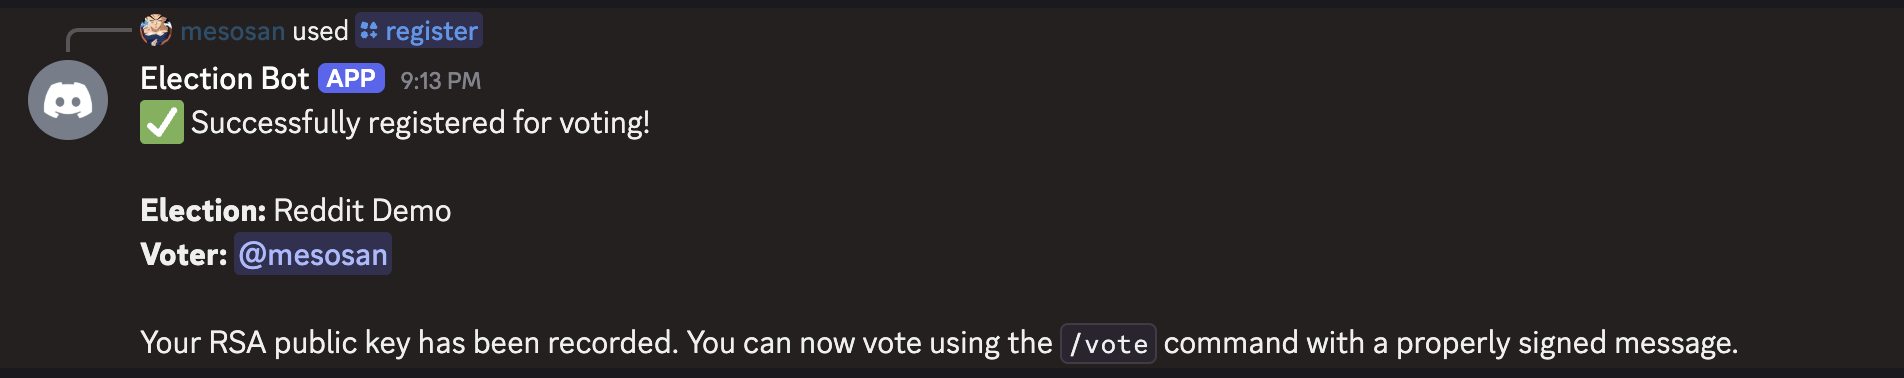 mesosan used register
Election Bot APP 9:13 PM
✅ Successfully registered for voting!
Election: Reddit Demo
Voter: @mesosan
Your RSA public key has been recorded. You can now vote using the /vote command with a properly signed message.